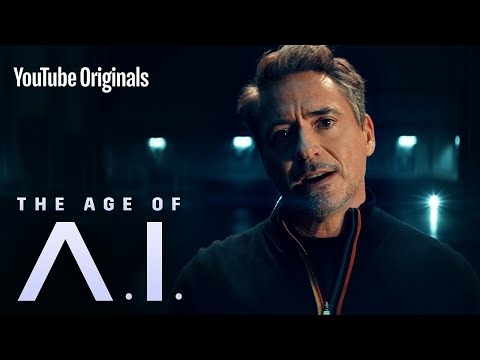 YouTube Originals
THE AGE OF
A.I.